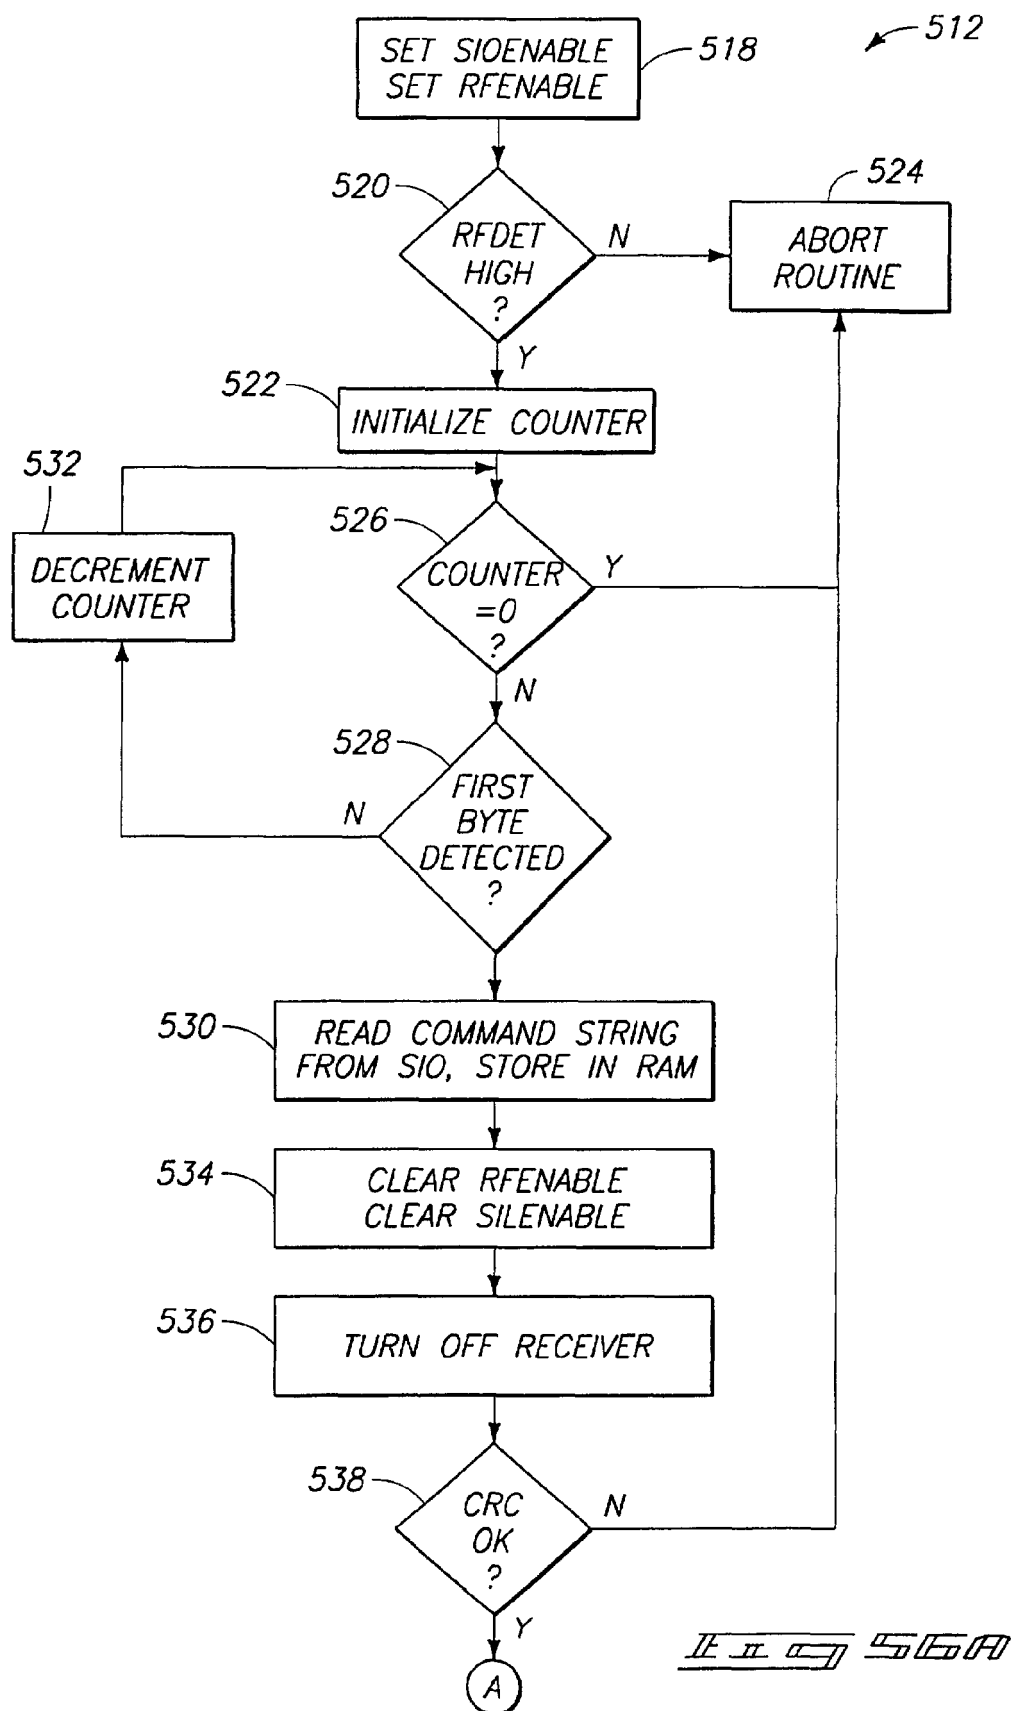 512
SET SIOENABLE
SET RFENABLE
518
520
RFDET
HIGH
?
N
Y
524
ABORT
ROUTINE
522
INITIALIZE COUNTER
532
DECREMENT
COUNTER
526
COUNTER
=0
?
Y
N
528
FIRST
BYTE
DETECTED
?
N
530
READ COMMAND STRING
FROM SIO, STORE IN RAM
534
CLEAR RFENABLE
CLEAR SILENABLE
536
TURN OFF RECEIVER
538
CRC
OK
?
N
Y
A
Fig 56A